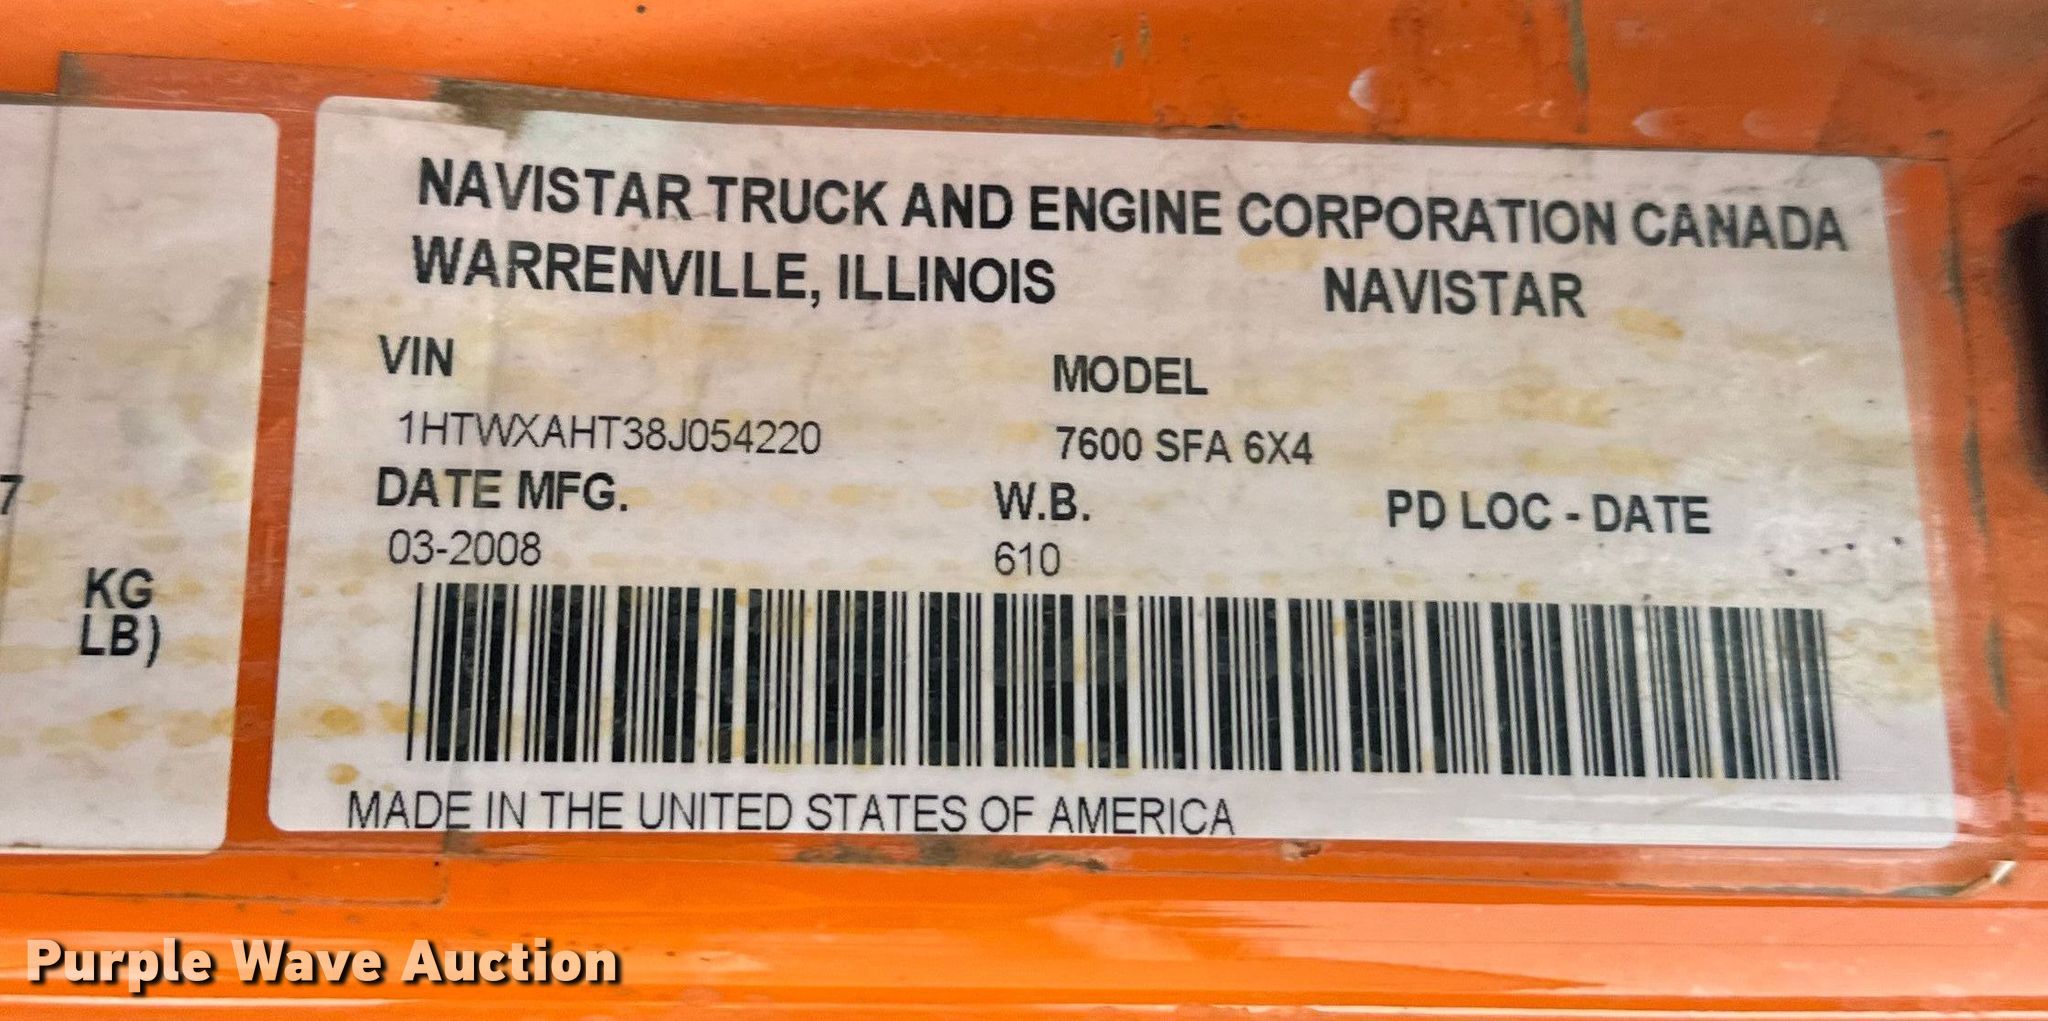 NAVISTAR TRUCK AND ENGINE CORPORATION CANADA
WARRENVILLE, ILLINOIS NAVISTAR
VIN MODEL
1HTWXAHT38J054220 7600 SFA 6X4
DATE MFG. W.B. PD LOC - DATE
03-2008 610
MADE IN THE UNITED STATES OF AMERICA
7
KG
LB)
Purple Wave Auction